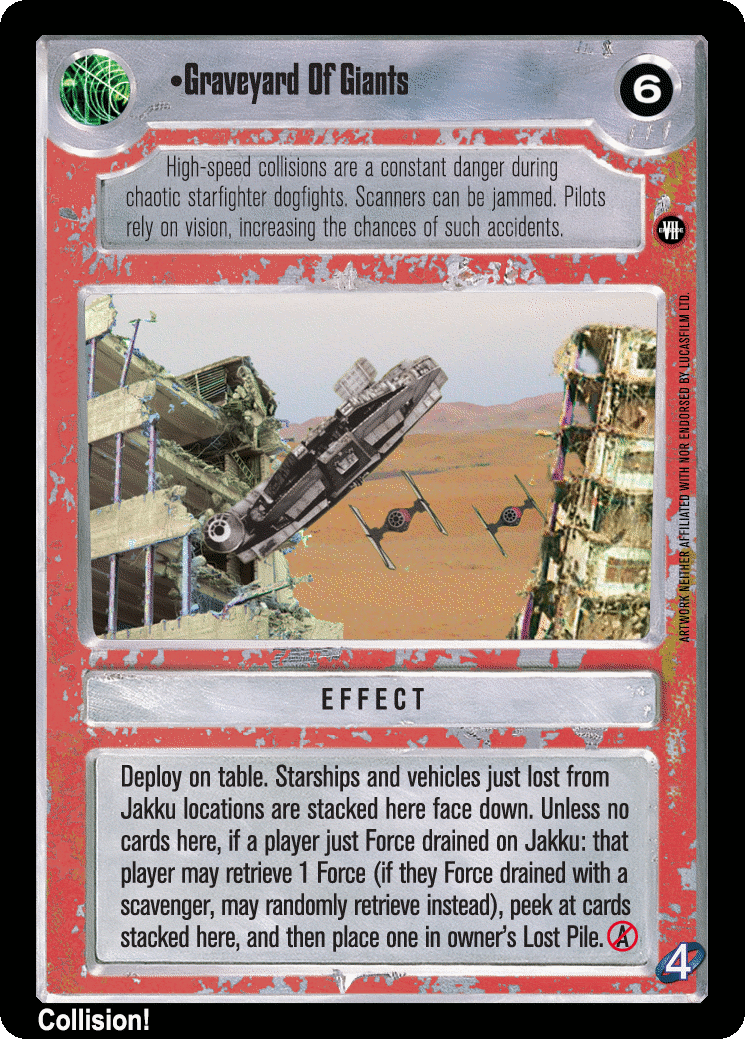 •Graveyard Of Giants
6
High-speed collisions are a constant danger during
chaotic starfighter dogfights. Scanners can be jammed. Pilots
rely on vision, increasing the chances of such accidents.
EPISODE
VII
ARTWORK NEITHER AFFILIATED WITH NOR ENDORSED BY LUCASFILM LTD.
EFFECT
Deploy on table. Starships and vehicles just lost from
Jakku locations are stacked here face down. Unless no
cards here, if a player just Force drained on Jakku: that
player may retrieve 1 Force (if they Force drained with a
scavenger, may randomly retrieve instead), peek at cards
stacked here, and then place one in owner's Lost Pile. A
4
Collision!